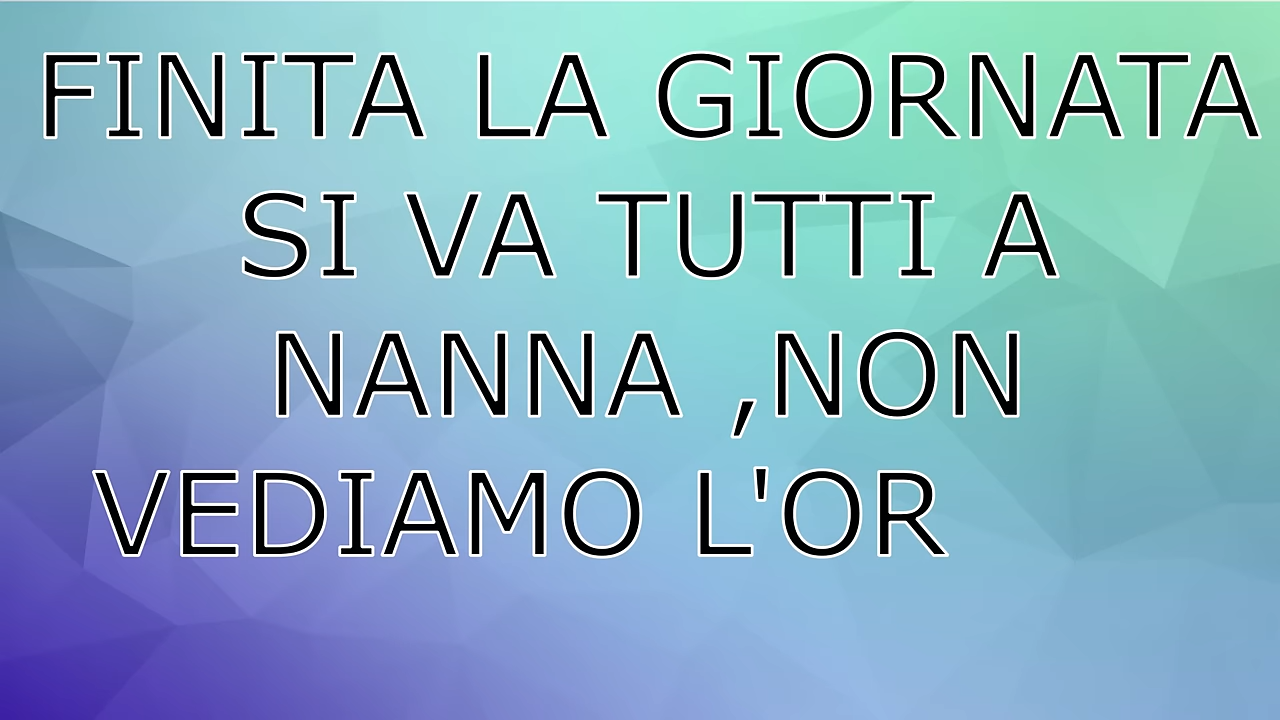 FINITA LA GIORNATA
SI VA TUTTI A
NANNA ,NON
VEDIAMO L'OR